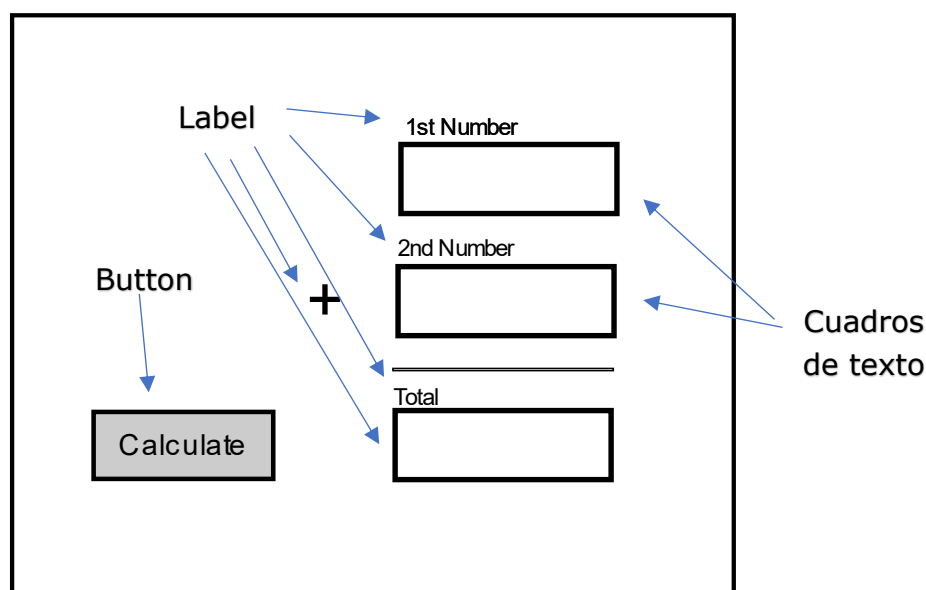 Label
1st Number
2nd Number
Button
+
Cuadros
de texto
Total
Calculate